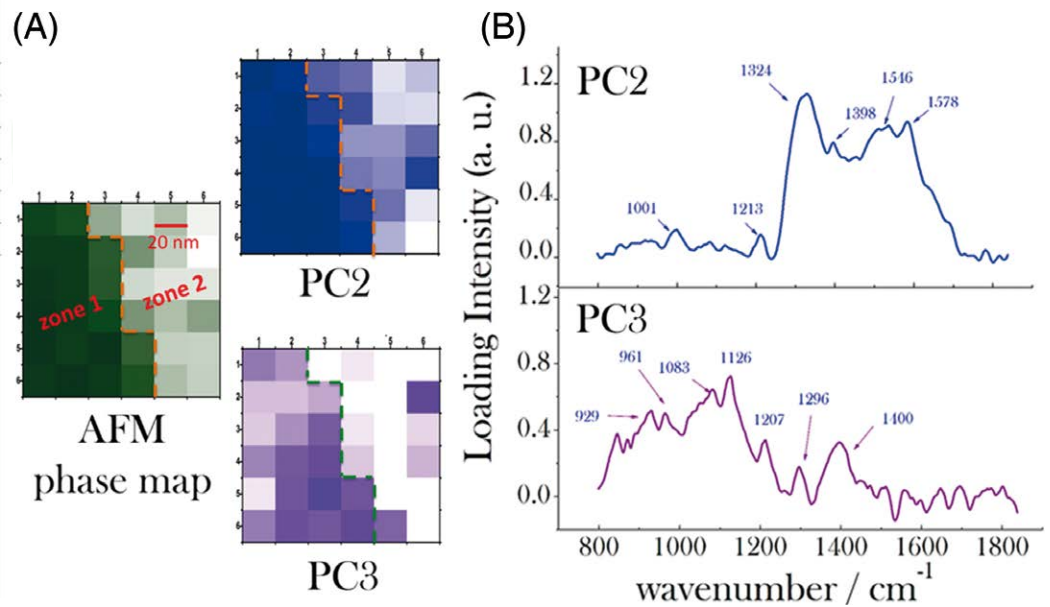 (A)
1 2 3 4 5 6
1
2
3
4
5
6
PC2
1 2 3 4 5 6
1
2
3
4
5
6
20 nm
zone 1
zone 2
AFM
phase map
1 2 3 4 5 6
1
2
3
4
5
6
PC3
(B)
Loading Intensity (a. u.)
PC2
1.2
0.8
0.4
0.0
1001
1213
1324
1398
1546
1578
PC3
1.2
0.8
0.4
0.0
929
961
1083
1126
1207
1296
1400
800 1000 1200 1400 1600 1800
wavenumber / cm-1